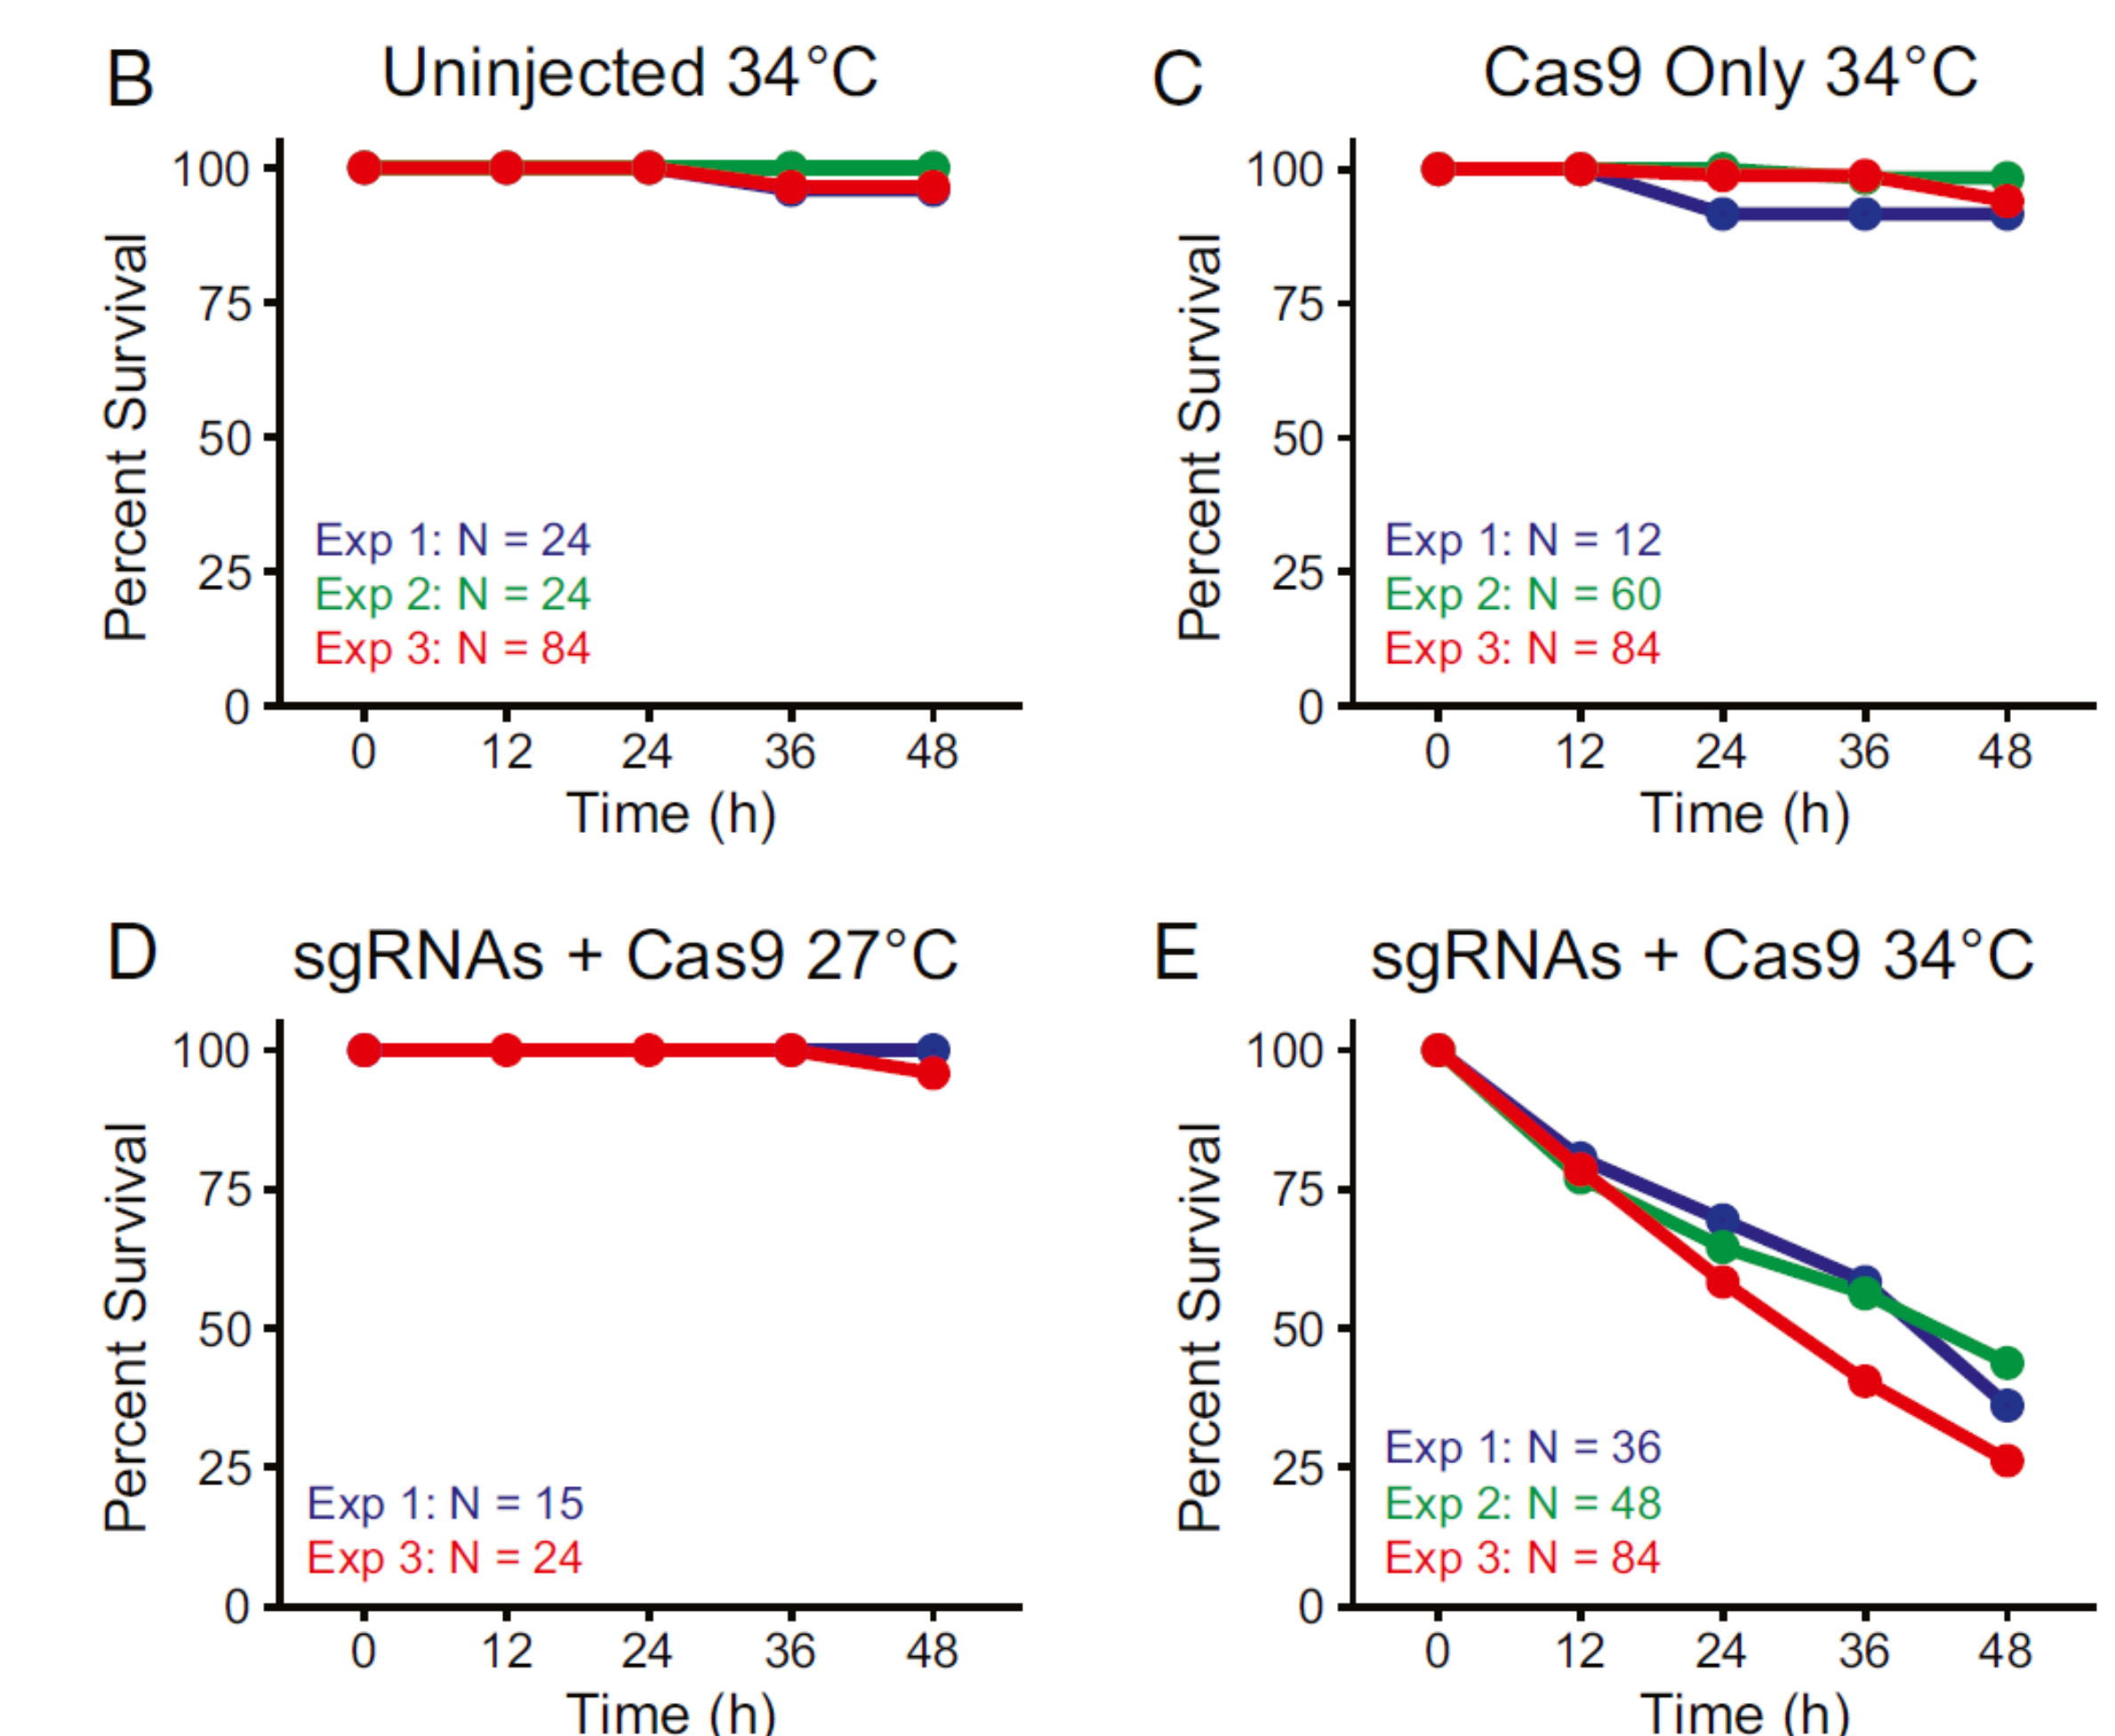 B
Uninjected 34°C
100
75
50
25
0
Percent Survival
Exp 1: N = 24
Exp 2: N = 24
Exp 3: N = 84
0 12 24 36 48
Time (h)
C
Cas9 Only 34°C
100
75
50
25
0
Percent Survival
Exp 1: N = 12
Exp 2: N = 60
Exp 3: N = 84
0 12 24 36 48
Time (h)
D
sgRNAs + Cas9 27°C
100
75
50
25
0
Percent Survival
Exp 1: N = 15
Exp 3: N = 24
0 12 24 36 48
Time (h)
E
sgRNAs + Cas9 34°C
100
75
50
25
0
Percent Survival
Exp 1: N = 36
Exp 2: N = 48
Exp 3: N = 84
0 12 24 36 48
Time (h)